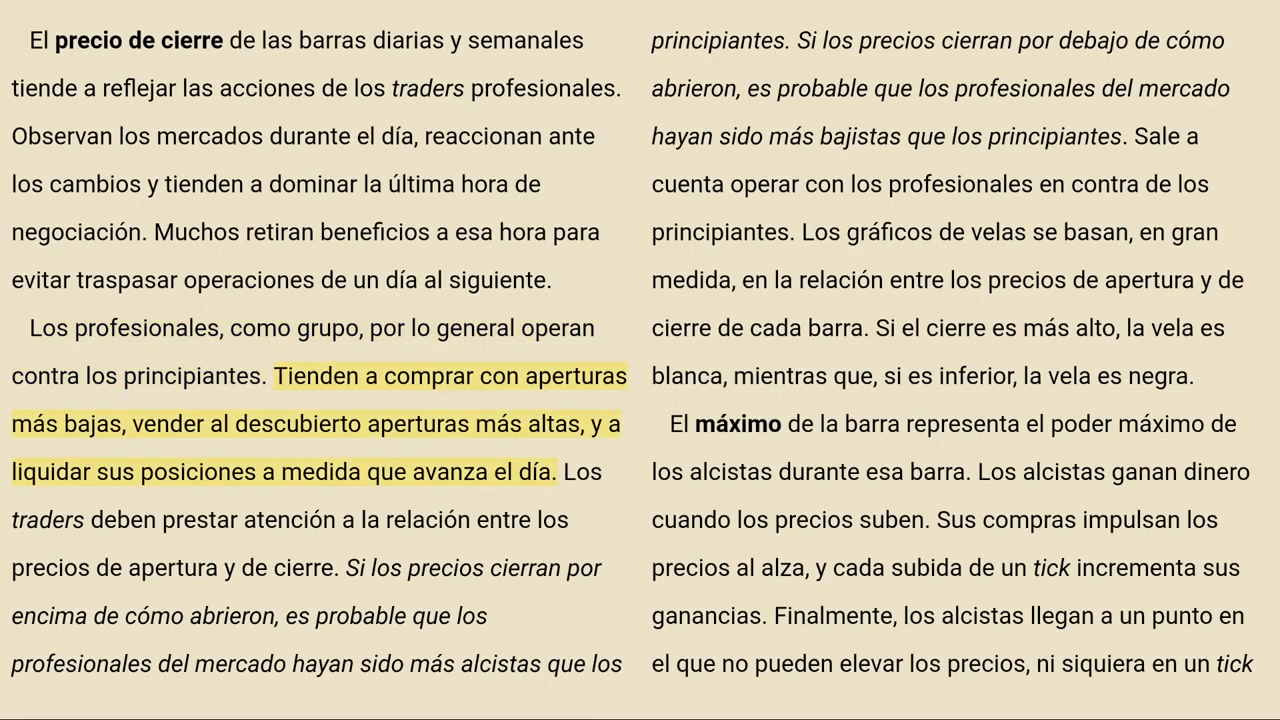 El precio de cierre de las barras diarias y semanales
tiende a reflejar las acciones de los traders profesionales.
Observan los mercados durante el día, reaccionan ante
los cambios y tienden a dominar la última hora de
negociación. Muchos retiran beneficios a esa hora para
evitar traspasar operaciones de un día al siguiente.
Los profesionales, como grupo, por lo general operan
contra los principiantes. Tienden a comprar con aperturas
más bajas, vender al descubierto aperturas más altas, y a
liquidar sus posiciones a medida que avanza el día. Los
traders deben prestar atención a la relación entre los
precios de apertura y de cierre. Si los precios cierran por
encima de cómo abrieron, es probable que los
profesionales del mercado hayan sido más alcistas que los
principiantes. Si los precios cierran por debajo de cómo
abrieron, es probable que los profesionales del mercado
hayan sido más bajistas que los principiantes. Sale a
cuenta operar con los profesionales en contra de los
principiantes. Los gráficos de velas se basan, en gran
medida, en la relación entre los precios de apertura y de
cierre de cada barra. Si el cierre es más alto, la vela es
blanca, mientras que, si es inferior, la vela es negra.
El máximo de la barra representa el poder máximo de
los alcistas durante esa barra. Los alcistas ganan dinero
cuando los precios suben. Sus compras impulsan los
precios al alza, y cada subida de un tick incrementa sus
ganancias. Finalmente, los alcistas llegan a un punto en
el que no pueden elevar los precios, ni siquiera en un tick